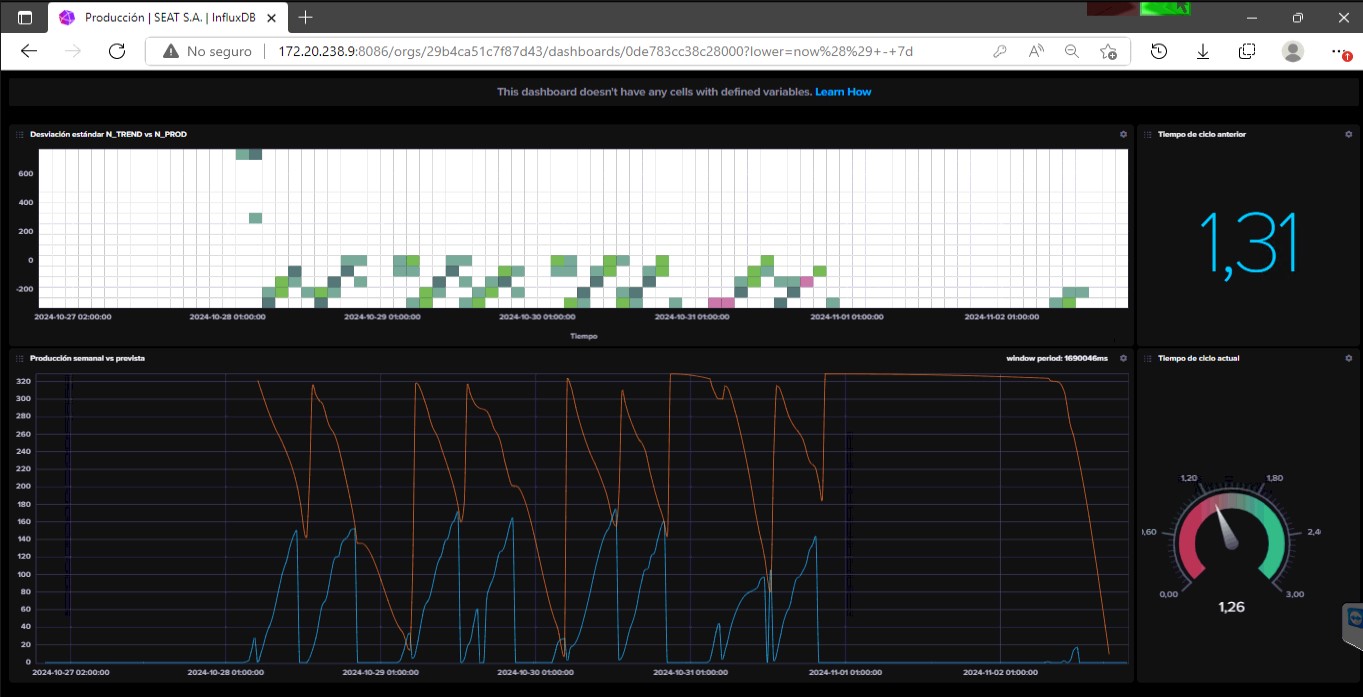 Producción | SEAT S.A. | InfluxDB
No seguro
172.20.238.9:8086/orgs/29b4ca51c7f87d43/dashboards/0de783cc38c28000?lower=now%28%29+-+7d
This dashboard doesn't have any cells with defined variables. Learn How
Desviación estándar N_TREND vs N_PROD
600
400
200
0
-200
2024-10-27 02:00:00 2024-10-28 01:00:00 2024-10-29 01:00:00 2024-10-30 01:00:00 2024-10-31 01:00:00 2024-11-01 01:00:00 2024-11-02 01:00:00
Tiempo
Tiempo de ciclo anterior
1,31
Producción semanal vs prevista
window period: 1690046ms
320
300
280
260
240
220
200
180
160
140
120
100
80
60
40
20
0
2024-10-27 02:00:00 2024-10-28 01:00:00 2024-10-29 01:00:00 2024-10-30 01:00:00 2024-10-31 01:00:00 2024-11-01 01:00:00 2024-11-02 01:00:00
Tiempo de ciclo actual
1,20 1,80
0,60 2,4
0,00 3,00
1,26